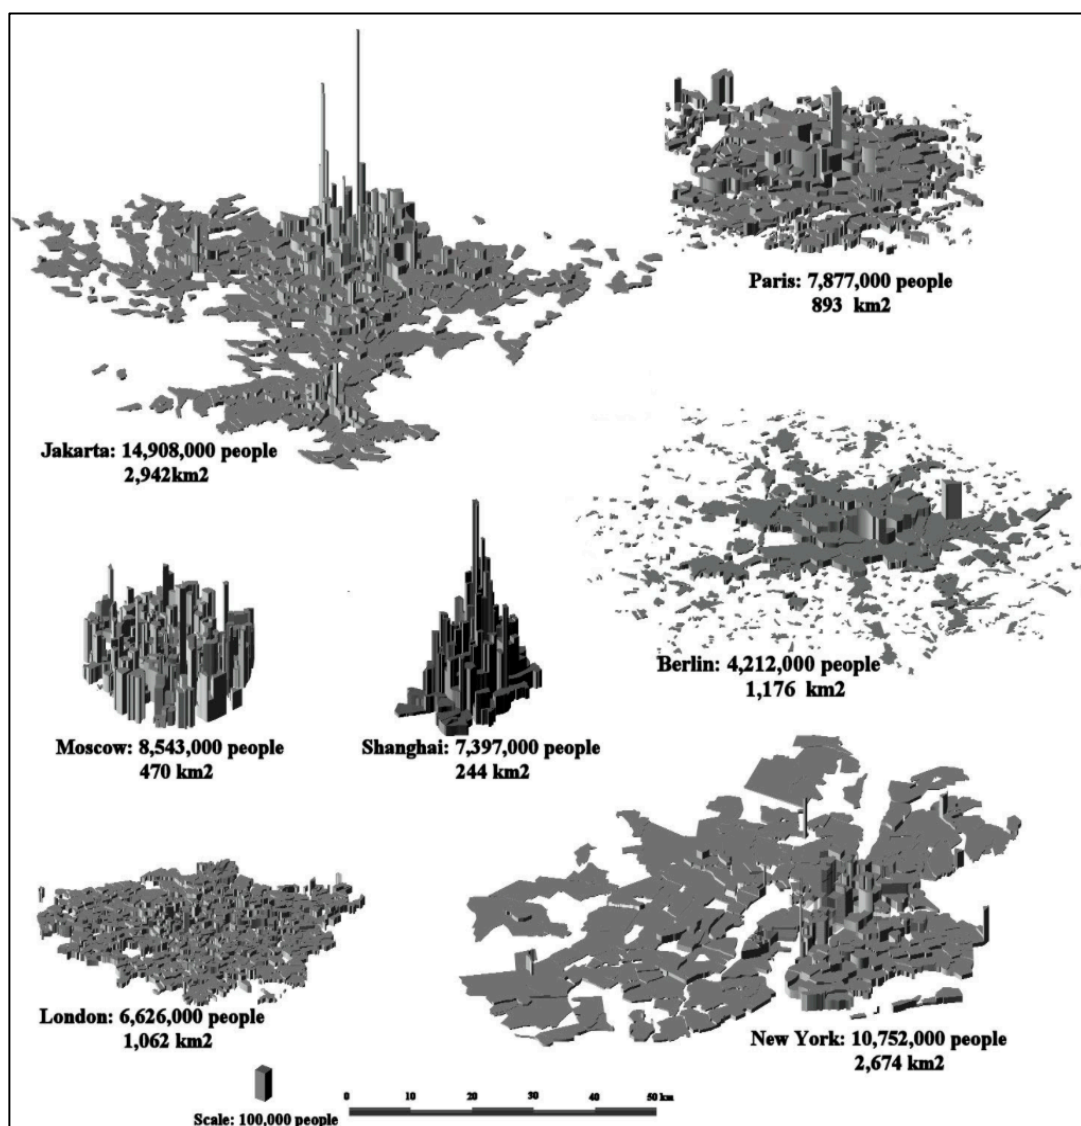 Paris: 7,877,000 people
893 km2
Jakarta: 14,908,000 people
2,942km2
Berlin: 4,212,000 people
1,176 km2
Moscow: 8,543,000 people
470 km2
Shanghai: 7,397,000 people
244 km2
London: 6,626,000 people
1,062 km2
New York: 10,752,000 people
2,674 km2
0 10 20 30 40 50 km
Scale: 100,000 people